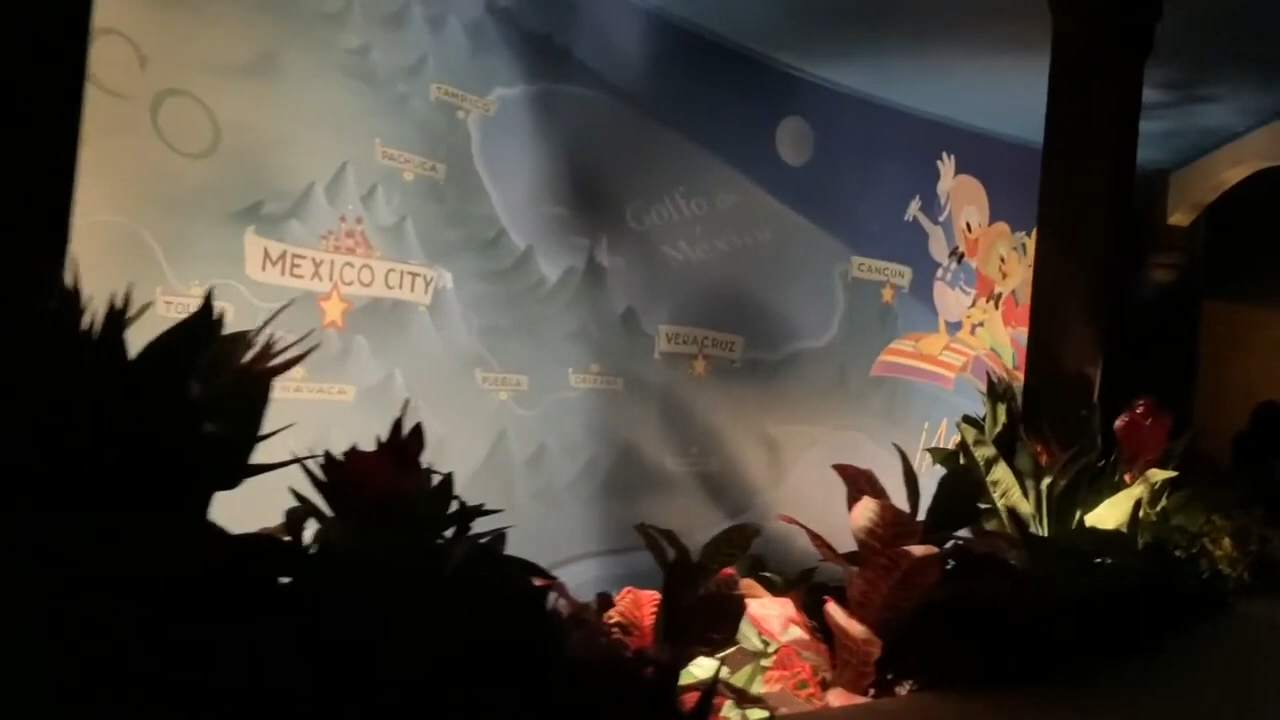 TAMPICO
PACHUCA
Golfo de
México
MEXICO CITY
CANCUN
VERACRUZ
PUEBLA
ORIZABA